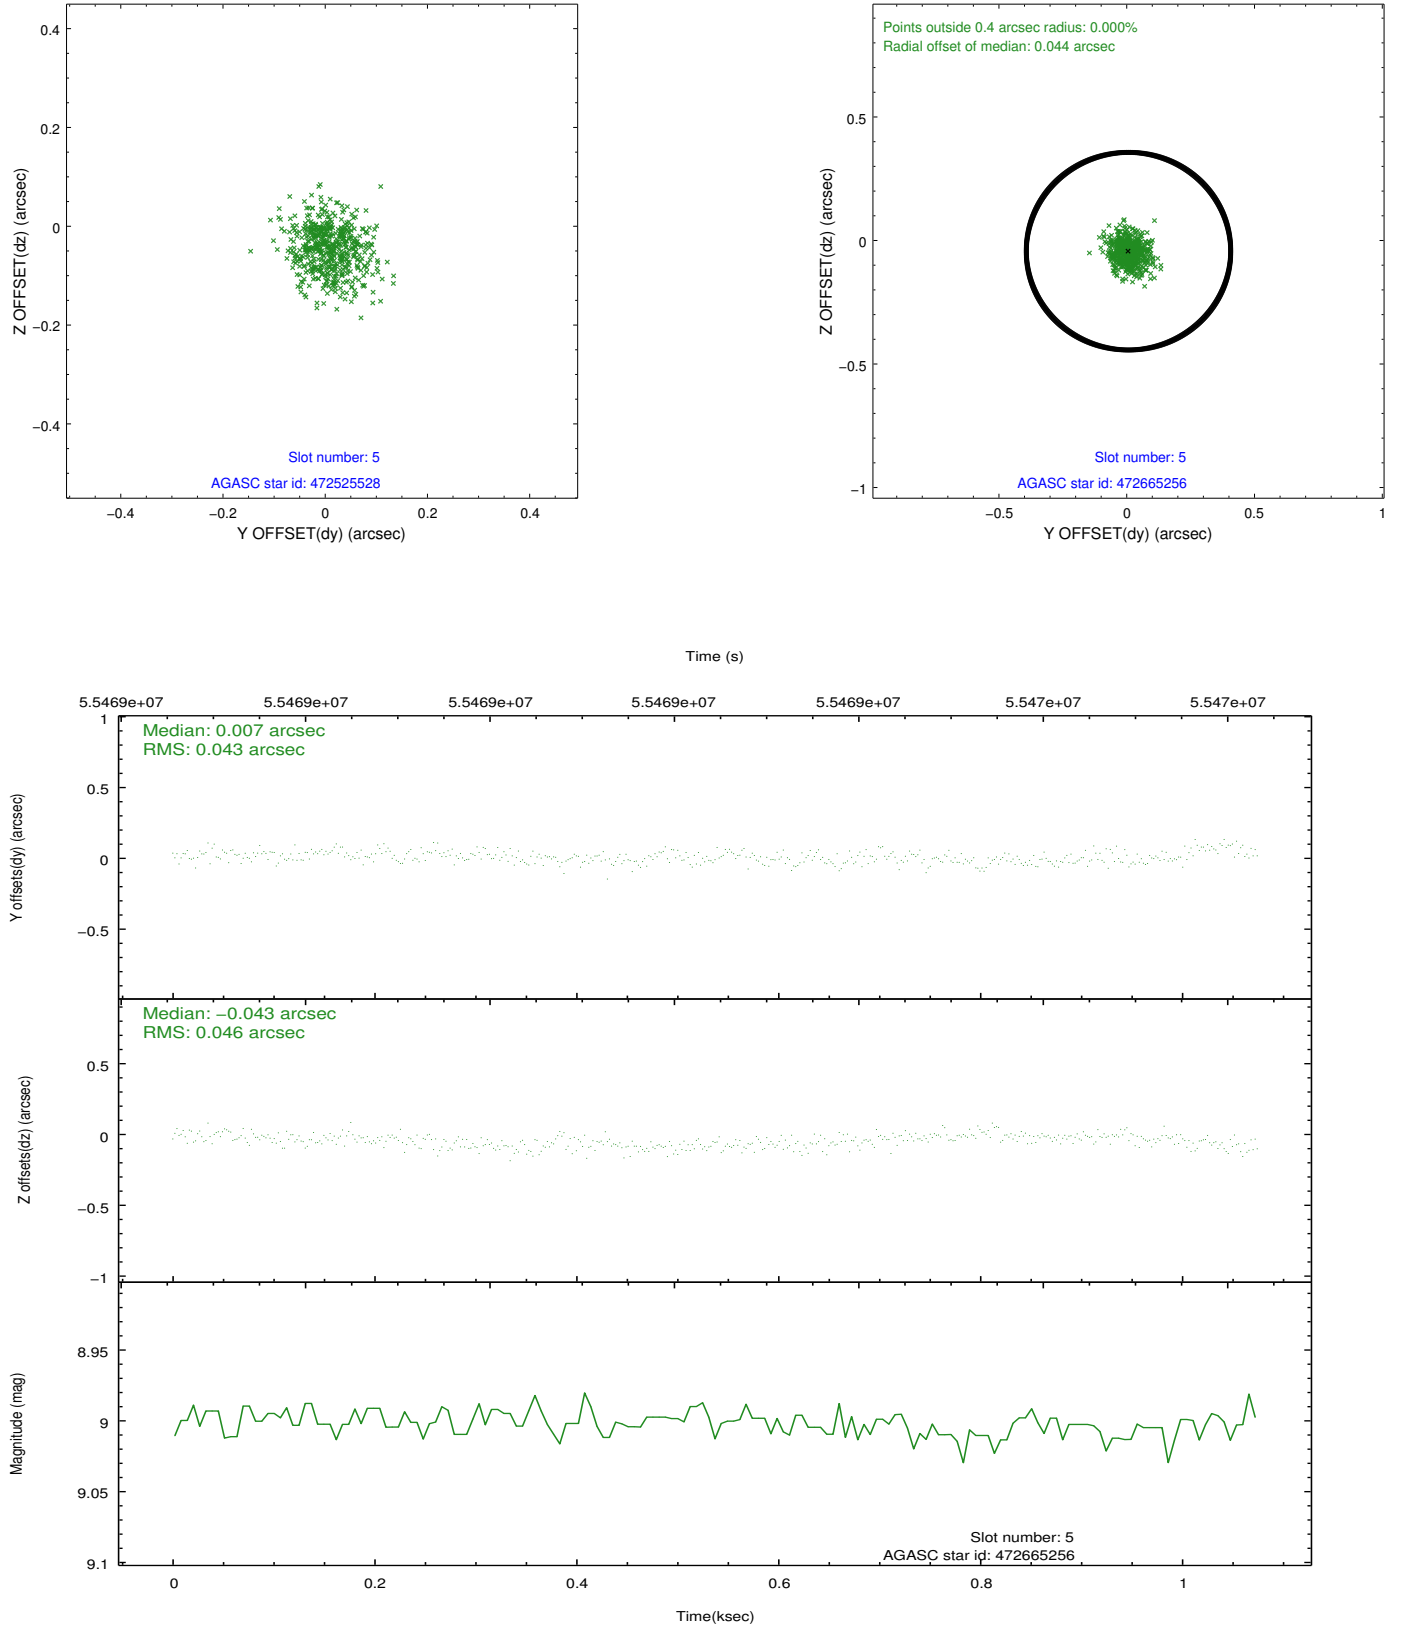 0.4
0.2
0
−0.2
−0.4
Z OFFSET(dz) (arcsec)
Slot number: 5
AGASC star id: 472525528
−0.4 −0.2 0 0.2 0.4
Y OFFSET(dy) (arcsec)
Points outside 0.4 arcsec radius: 0.000%
Radial offset of median: 0.044 arcsec
0.5
0
−0.5
−1
Z OFFSET(dz) (arcsec)
Slot number: 5
AGASC star id: 472665256
−0.5 0 0.5 1
Y OFFSET(dy) (arcsec)
Time (s)
5.5469e+07 5.5469e+07 5.5469e+07 5.5469e+07 5.5469e+07 5.547e+07 5.547e+07
Median: 0.007 arcsec
RMS: 0.043 arcsec
1
0.5
0
−0.5
Y offsets(dy) (arcsec)
Median: −0.043 arcsec
RMS: 0.046 arcsec
0.5
0
−0.5
−1
Z offsets(dz) (arcsec)
8.95
9
9.05
9.1
Magnitude (mag)
Slot number: 5
AGASC star id: 472665256
0 0.2 0.4 0.6 0.8 1
Time(ksec)